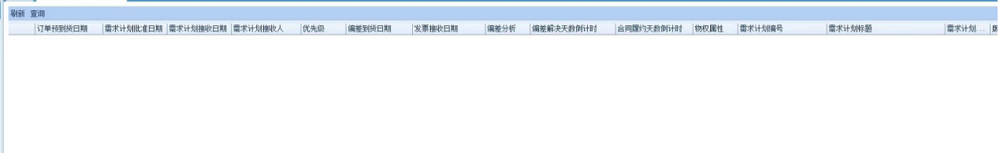 刷新 查询
订单预到货日期 需求计划批准日期 需求计划接收日期 需求计划接收人 优先级 偏差到货日期 发票接收日期 偏差分析 偏差解决天数倒计时 合同履约天数倒计时 物权属性 需求计划编号 需求计划标题 需求计划...